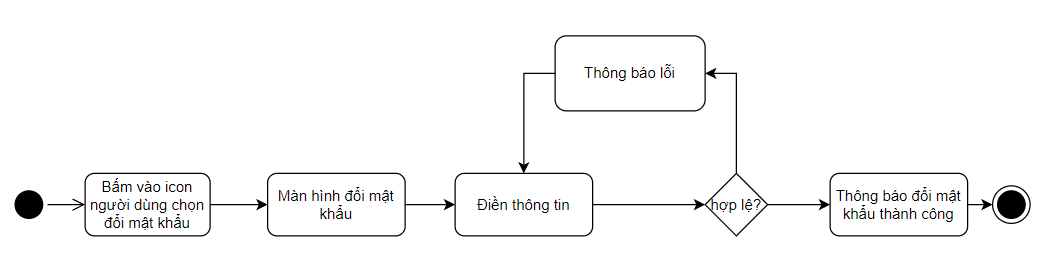 Thông báo lỗi
Bấm vào icon
người dùng chọn
đổi mật khẩu
Màn hình đổi mật
khẩu
Điền thông tin
hợp lệ?
Thông báo đổi mật
khẩu thành công